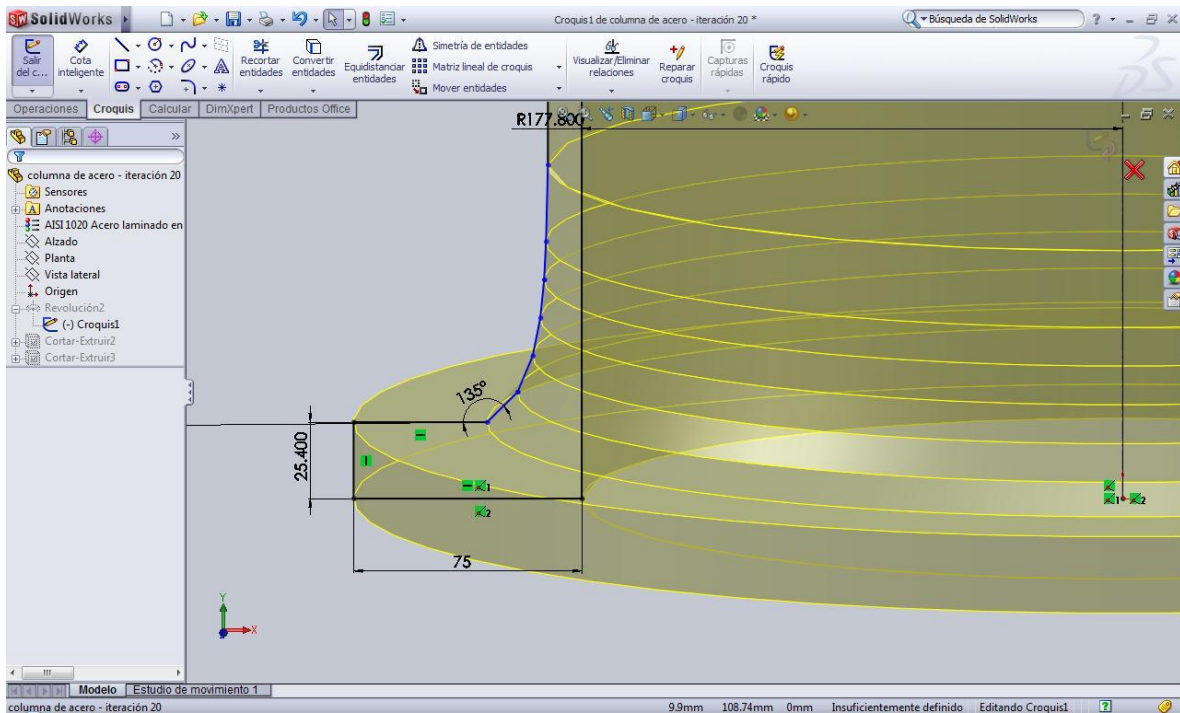 SolidWorks
Croquis1 de columna de acero - iteración 20 *
Búsqueda de SolidWorks
Salir del c...
Cota inteligente
Recortar entidades
Convertir entidades
Equidistanciar entidades
Simetría de entidades
Matriz lineal de croquis
Mover entidades
Visualizar/Eliminar relaciones
Reparar croquis
Capturas rápidas
Croquis rápido
Operaciones Croquis Calcular DimXpert Productos Office
columna de acero - iteración 20
Sensores
Anotaciones
AISI 1020 Acero laminado en
Alzado
Planta
Vista lateral
Origen
Revolución2
(-) Croquis1
Cortar-Extruir2
Cortar-Extruir3
R177.800
135°
25.400
75
1
2
1 2
Y
X
Modelo Estudio de movimiento 1
columna de acero - iteración 20 9.9mm 108.74mm 0mm Insuficientemente definido Editando Croquis1